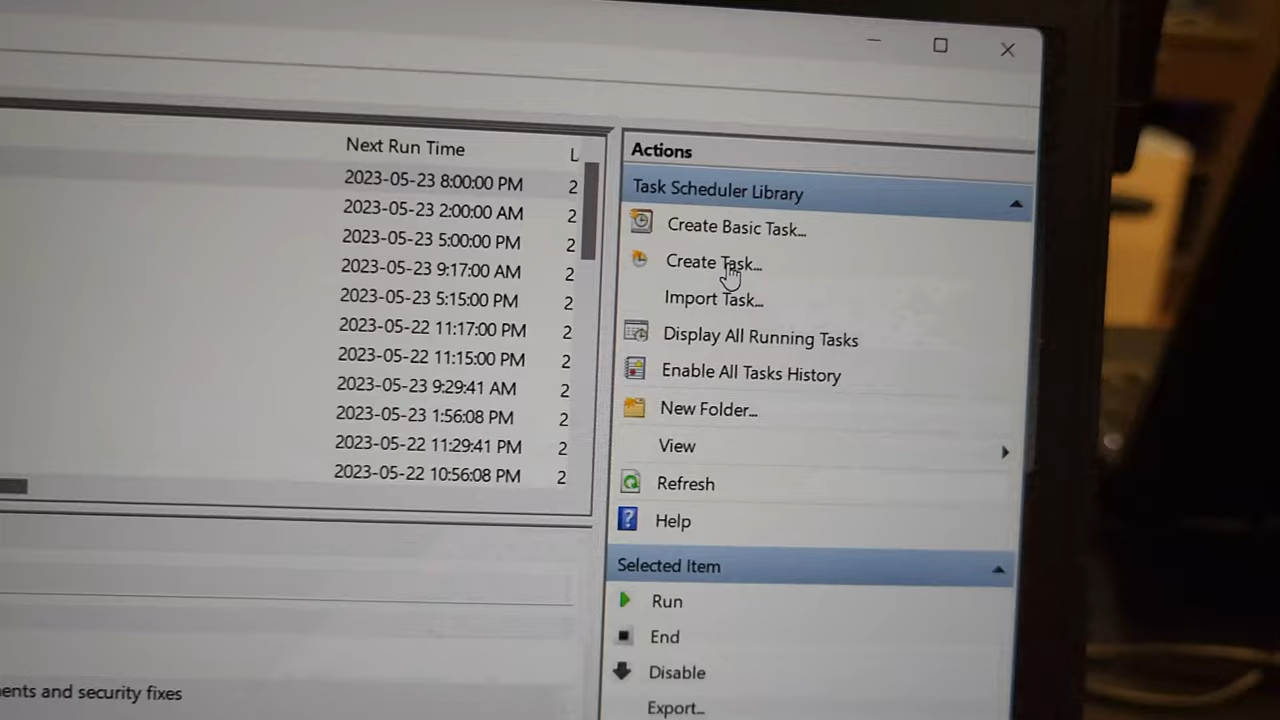 Next Run Time
L
2023-05-23 8:00:00 PM 2
2023-05-23 2:00:00 AM 2
2023-05-23 5:00:00 PM 2
2023-05-23 9:17:00 AM 2
2023-05-23 5:15:00 PM 2
2023-05-22 11:17:00 PM 2
2023-05-22 11:15:00 PM 2
2023-05-23 9:29:41 AM 2
2023-05-23 1:56:08 PM 2
2023-05-22 11:29:41 PM 2
2023-05-22 10:56:08 PM 2
ents and security fixes
Actions
Task Scheduler Library
Create Basic Task...
Create Task...
Import Task...
Display All Running Tasks
Enable All Tasks History
New Folder...
View
Refresh
Help
Selected Item
Run
End
Disable
Export...